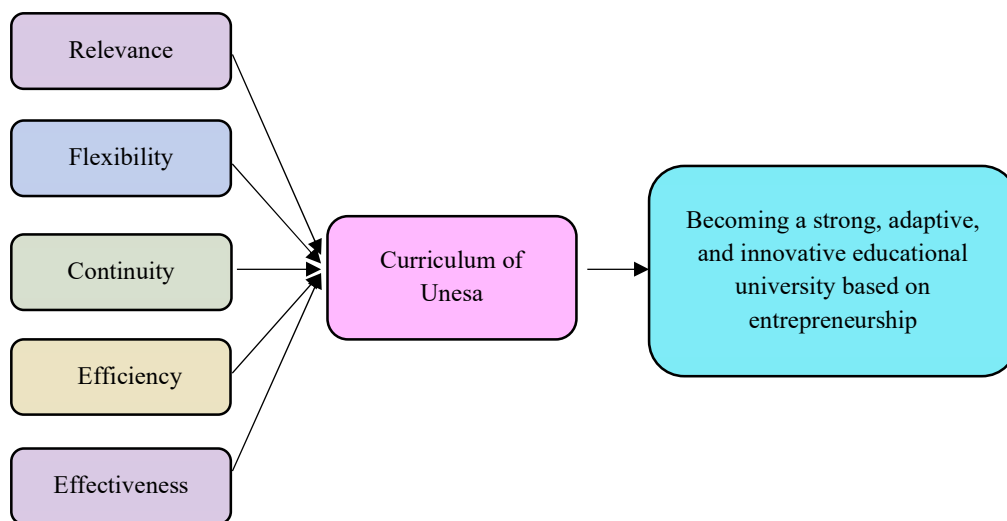 Relevance
Flexibility
Continuity
Efficiency
Effectiveness
Curriculum of
Unesa
Becoming a strong, adaptive,
and innovative educational
university based on
entrepreneurship